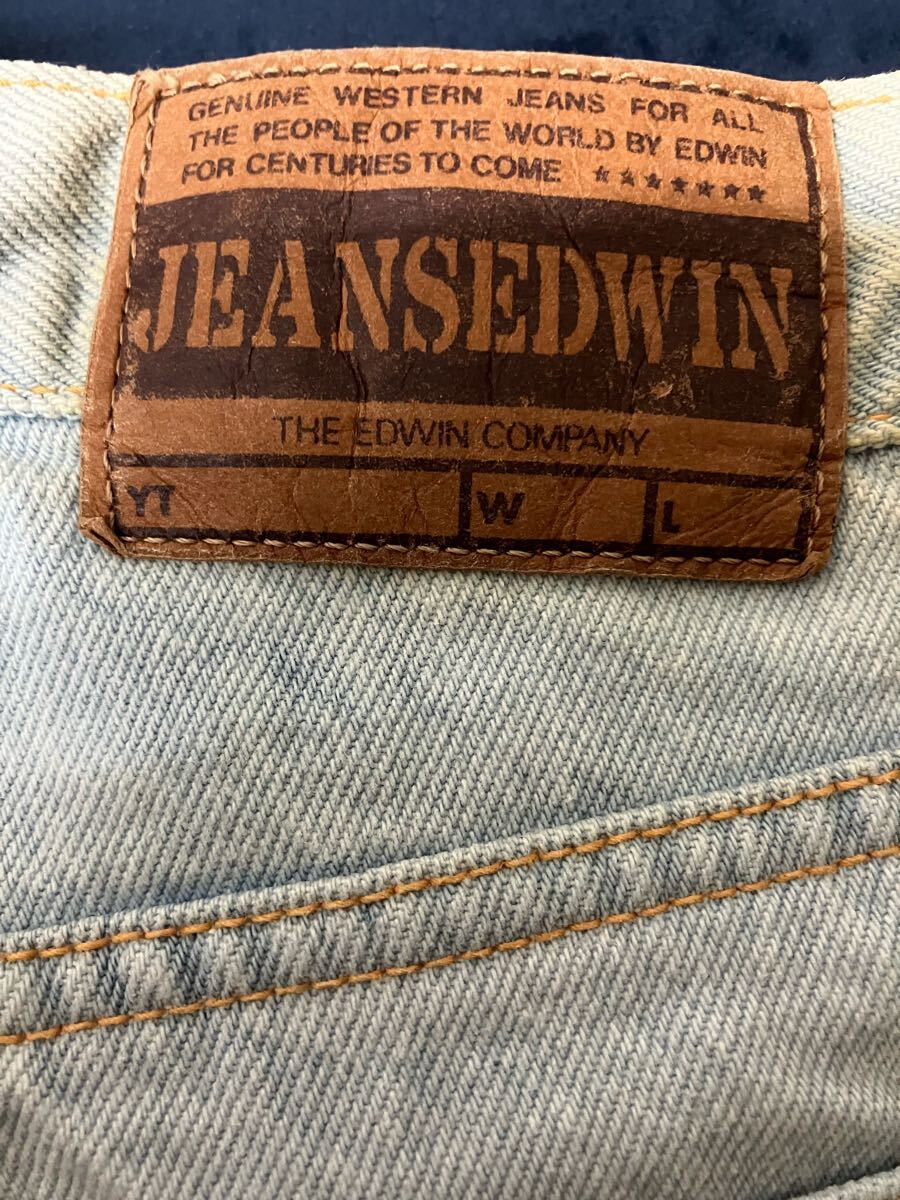 GENUINE WESTERN JEANS FOR ALL
THE PEOPLE OF THE WORLD BY EDWIN
FOR CENTURIES TO COME ★★★★★★★
JEANSEDWIN
THE EDWIN COMPANY
YT W L